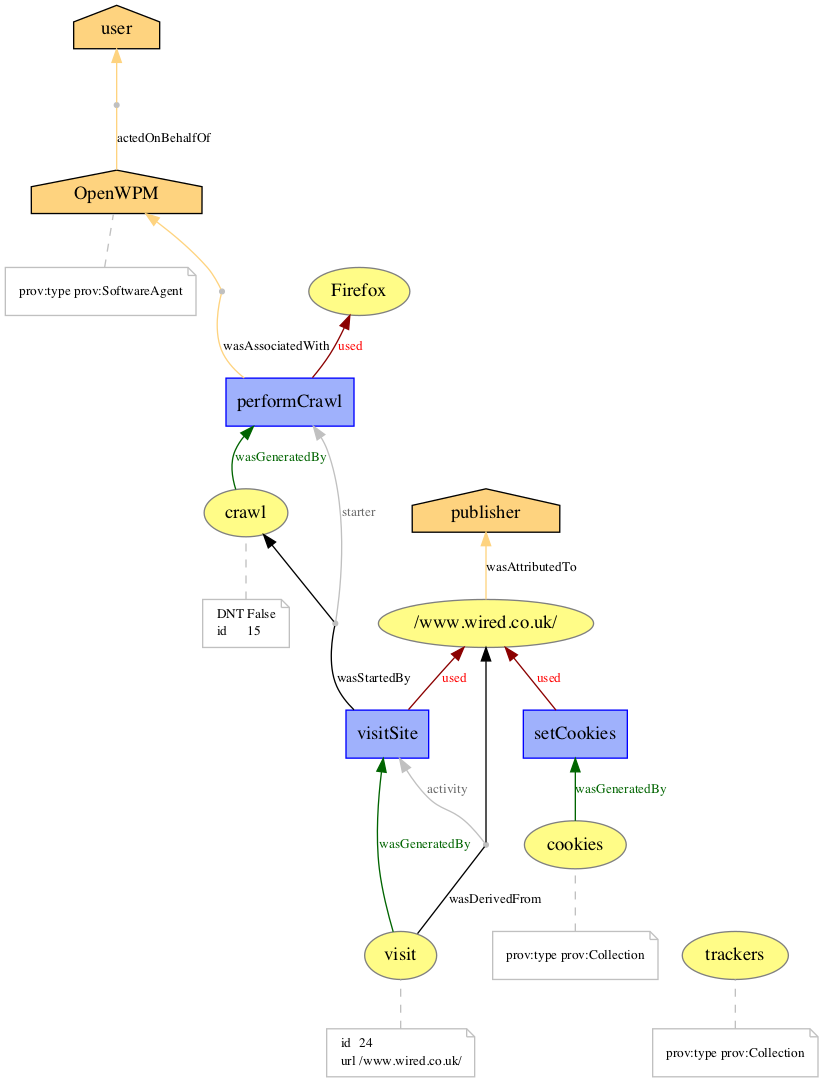 user
actedOnBehalfOf
OpenWPM
prov:type prov:SoftwareAgent
Firefox
wasAssociatedWith
used
performCrawl
wasGeneratedBy
crawl
starter
publisher
wasAttributedTo
DNT False
id 15
/www.wired.co.uk/
wasStartedBy
used
used
visitSite
setCookies
activity
wasGeneratedBy
wasGeneratedBy
cookies
wasDerivedFrom
visit
prov:type prov:Collection
trackers
id 24
url /www.wired.co.uk/
prov:type prov:Collection